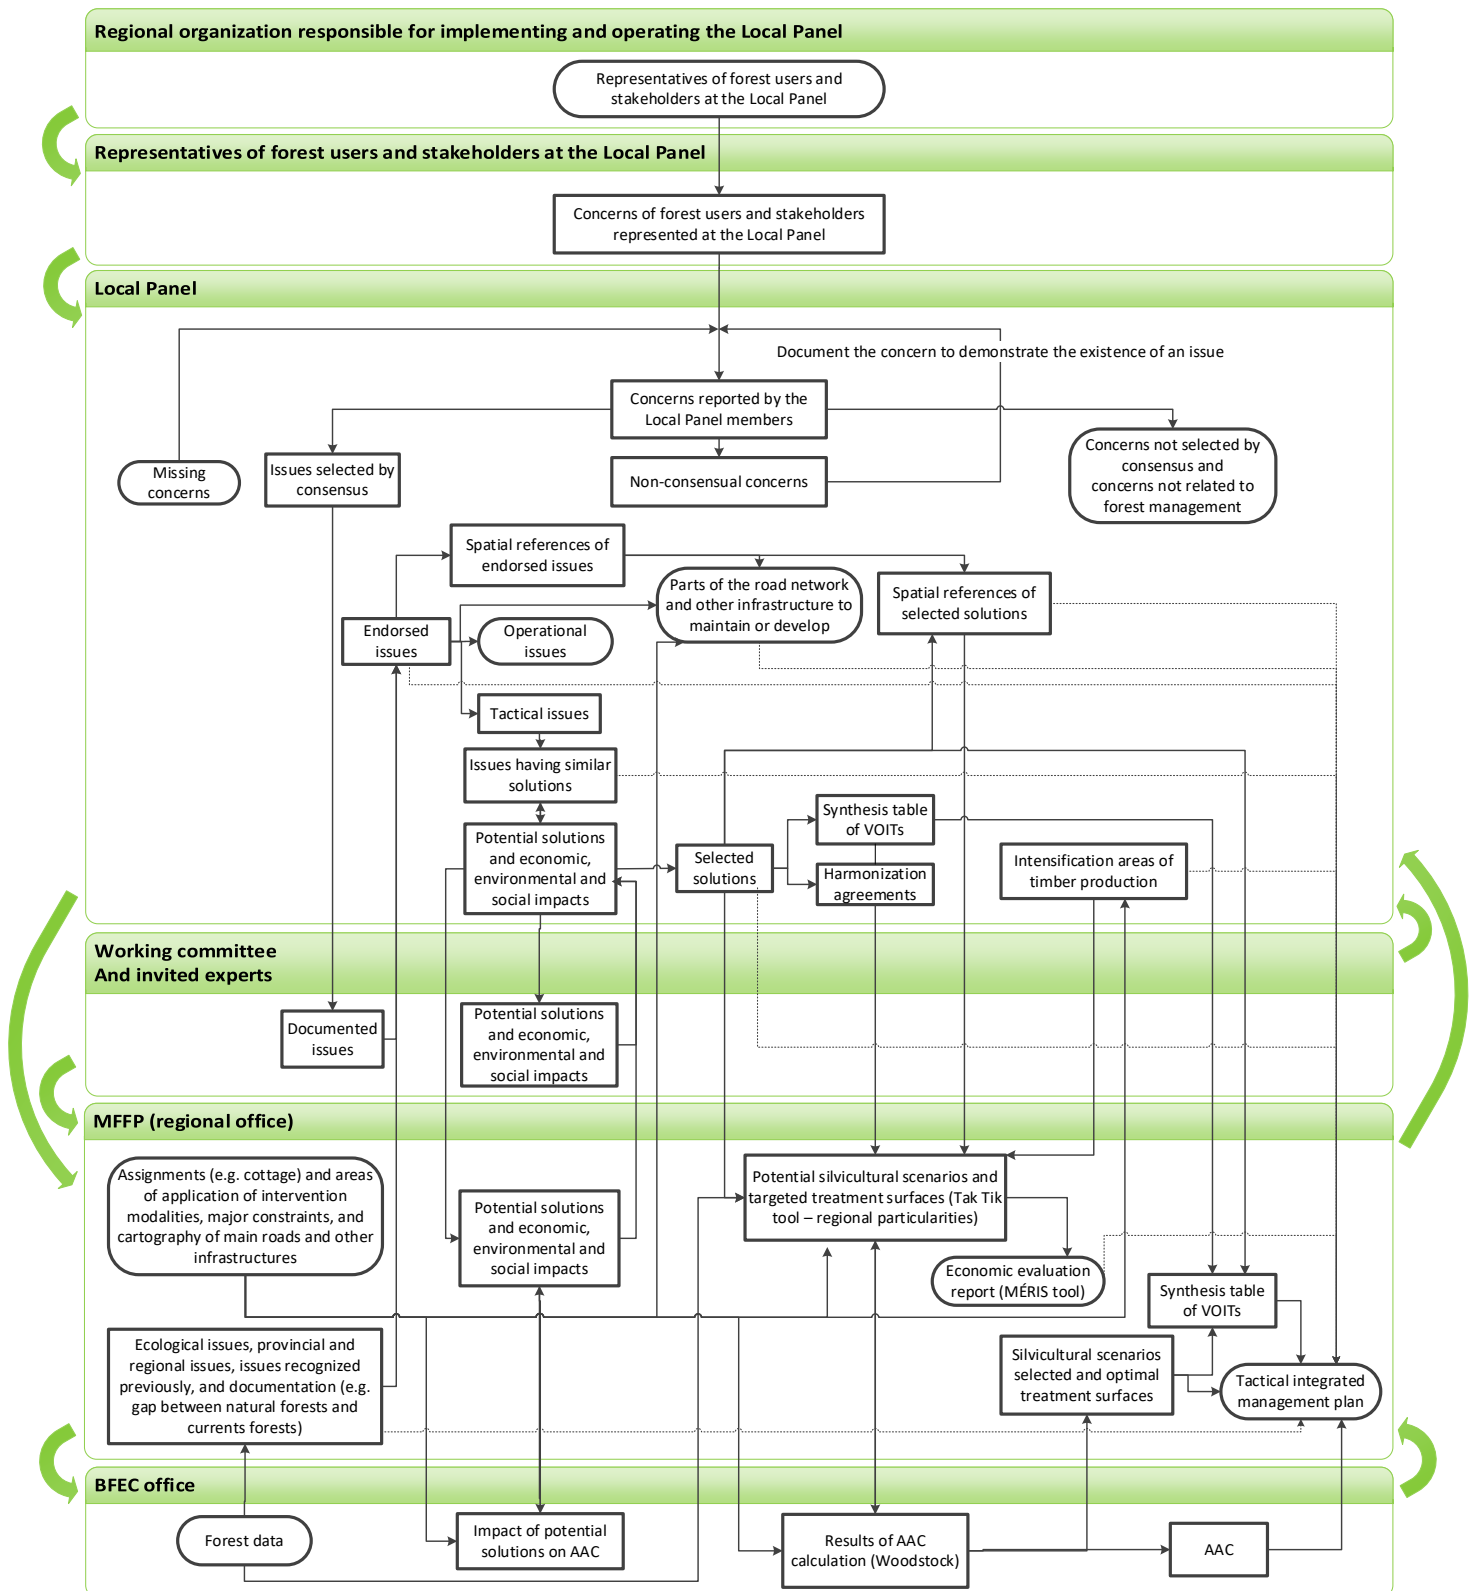 Regional organization responsible for implementing and operating the Local Panel
Representatives of forest users and
stakeholders at the Local Panel
Representatives of forest users and stakeholders at the Local Panel
Concerns of forest users and stakeholders
represented at the Local Panel
Local Panel
Document the concern to demonstrate the existence of an issue
Concerns reported by the
Local Panel members
Missing
concerns
Issues selected by
consensus
Non-consensual concerns
Concerns not selected by
consensus and
concerns not related to
forest management
Spatial references of
endorsed issues
Parts of the road network
and other infrastructure to
maintain or develop
Spatial references of
selected solutions
Endorsed
issues
Operational
issues
Tactical issues
Issues having similar
solutions
Potential solutions
and economic,
environmental and
social impacts
Selected
solutions
Synthesis table
of VOITs
Harmonization
agreements
Intensification areas of
timber production
Working committee
And invited experts
Documented
issues
Potential solutions
and economic,
environmental and
social impacts
MFFP (regional office)
Assignments (e.g. cottage) and areas
of application of intervention
modalities, major constraints, and
cartography of main roads and other
infrastructures
Potential solutions
and economic,
environmental and
social impacts
Potential silvicultural scenarios and
targeted treatment surfaces (Tak Tik
tool – regional particularities)
Economic evaluation
report (MÉRIS tool)
Synthesis table
of VOITs
Ecological issues, provincial and
regional issues, issues recognized
previously, and documentation (e.g.
gap between natural forests and
currents forests)
Silvicultural scenarios
selected and optimal
treatment surfaces
Tactical integrated
management plan
BFEC office
Forest data
Impact of potential
solutions on AAC
Results of AAC
calculation (Woodstock)
AAC